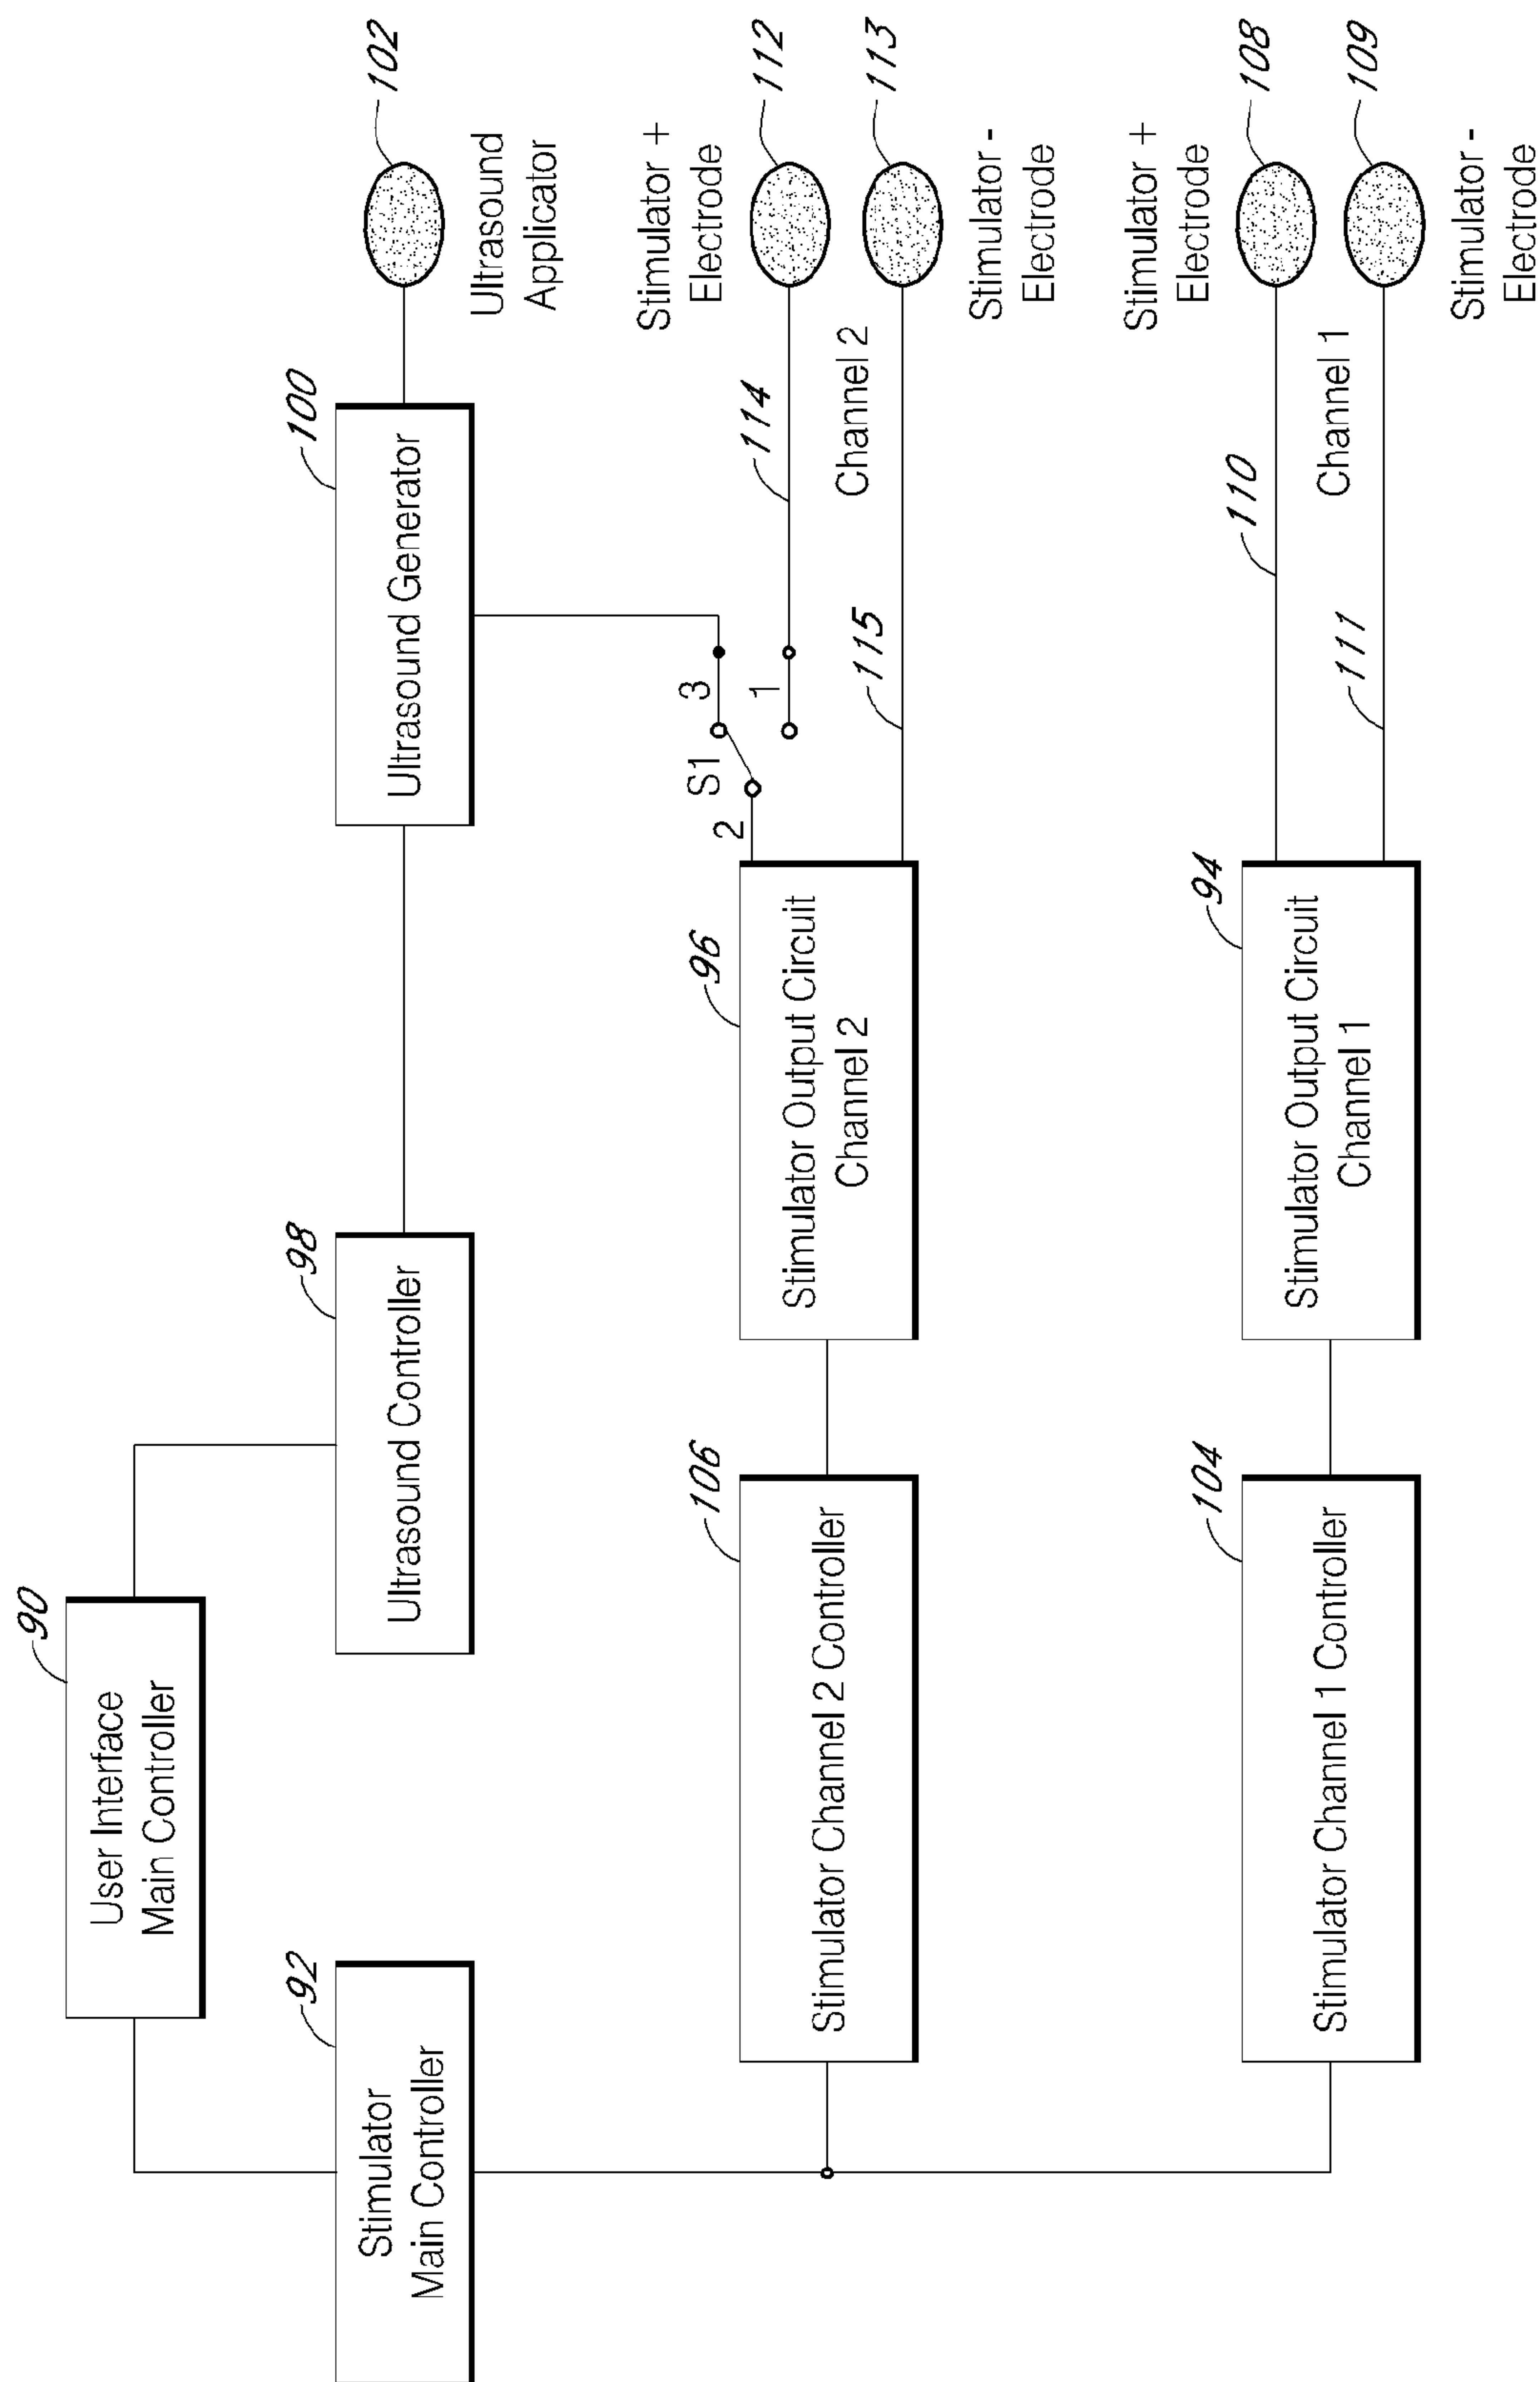 90
User Interface
Main Controller
92
Stimulator
Main Controller
98
Ultrasound Controller
100
Ultrasound Generator
102
Ultrasound
Applicator
106
Stimulator Channel 2 Controller
96
Stimulator Output Circuit
Channel 2
2
S1
3
1
114
115
Channel 2
Stimulator +
Electrode
112
113
Stimulator -
Electrode
104
Stimulator Channel 1 Controller
94
Stimulator Output Circuit
Channel 1
110
111
Channel 1
Stimulator +
Electrode
108
109
Stimulator -
Electrode